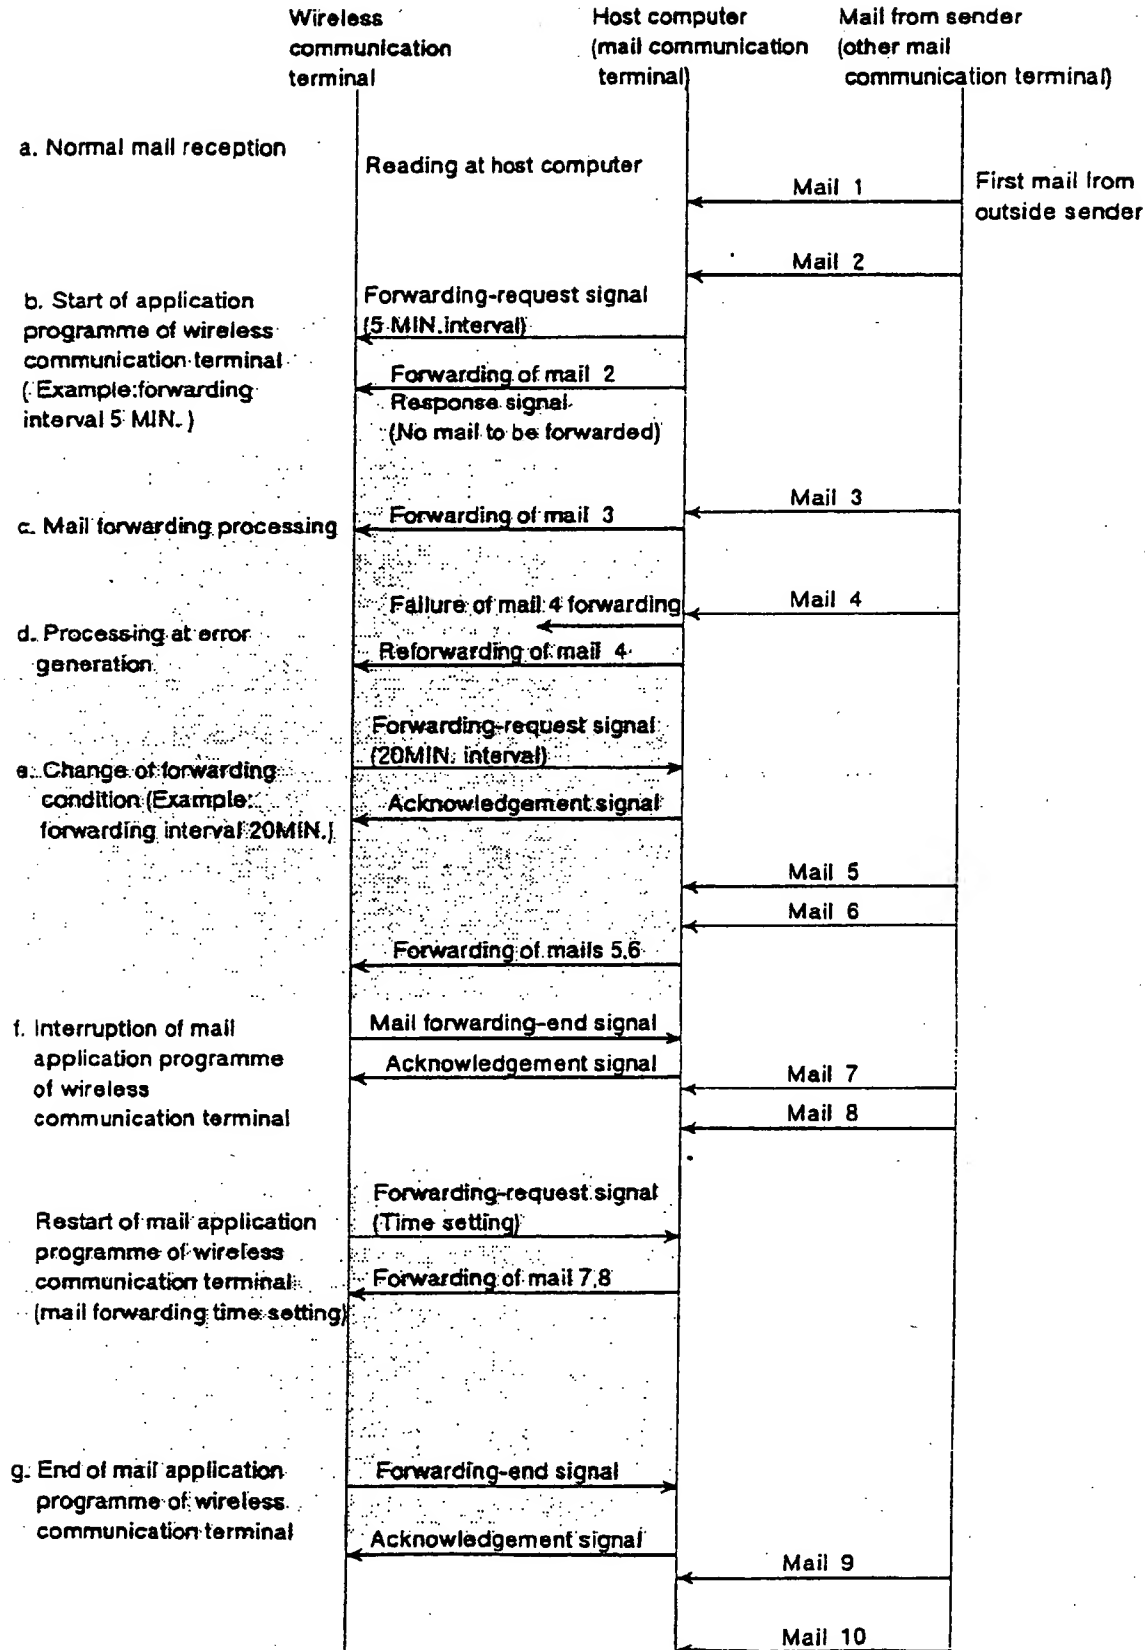 Wireless
communication
terminal
Host computer
(mail communication
terminal)
Mail from sender
(other mail
communication terminal)
a. Normal mail reception
Reading at host computer
Mail 1
First mail from
outside sender
Mail 2
b. Start of application
programme of wireless
communication terminal
(Example:forwarding
interval 5 MIN.)
Forwarding-request signal
(5 MIN.interval)
Forwarding of mail 2
Response signal
(No mail to be forwarded)
Mail 3
c. Mail forwarding processing
Forwarding of mail 3
Failure of mail 4 forwarding
Mail 4
d. Processing at error
generation
Reforwarding of mail 4
Forwarding-request signal
(20MIN. interval)
e. Change of forwarding
condition (Example:
forwarding interval 20MIN.)
Acknowledgement signal
Mail 5
Mail 6
Forwarding of mails 5,6
f. Interruption of mail
application programme
of wireless
communication terminal
Mail forwarding-end signal
Acknowledgement signal
Mail 7
Mail 8
Forwarding-request signal
(Time setting)
Restart of mail application
programme of wireless
communication terminal
(mail forwarding time setting)
Forwarding of mail 7,8
g. End of mail application
programme of wireless
communication terminal
Forwarding-end signal
Acknowledgement signal
Mail 9
Mail 10